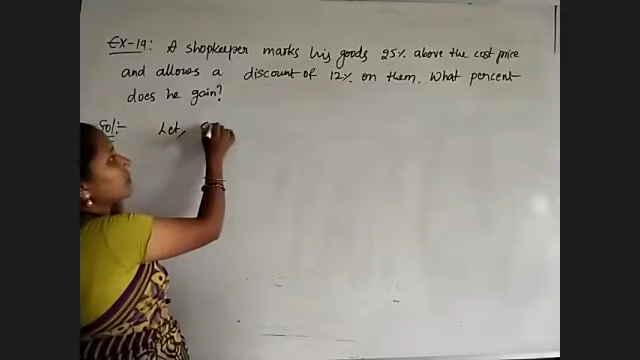 Ex-19: A shopkeeper marks his goods 25% above the cost price
and allows a discount of 12% on them. What percent
does he gain?
Sol:- Let,